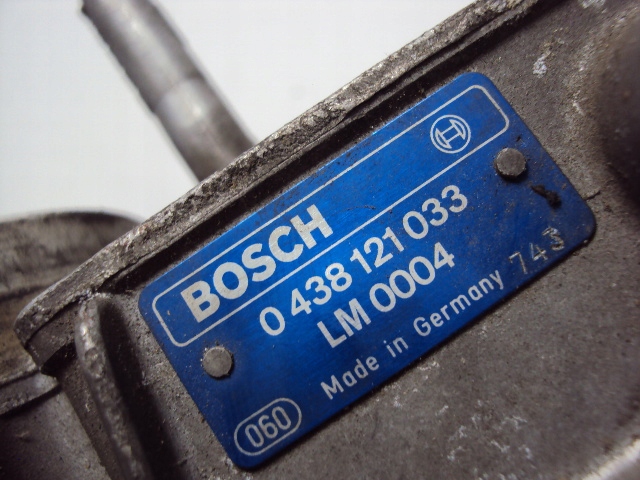 BOSCH
0 438 121 033
LM 0004
Made in Germany 743
060